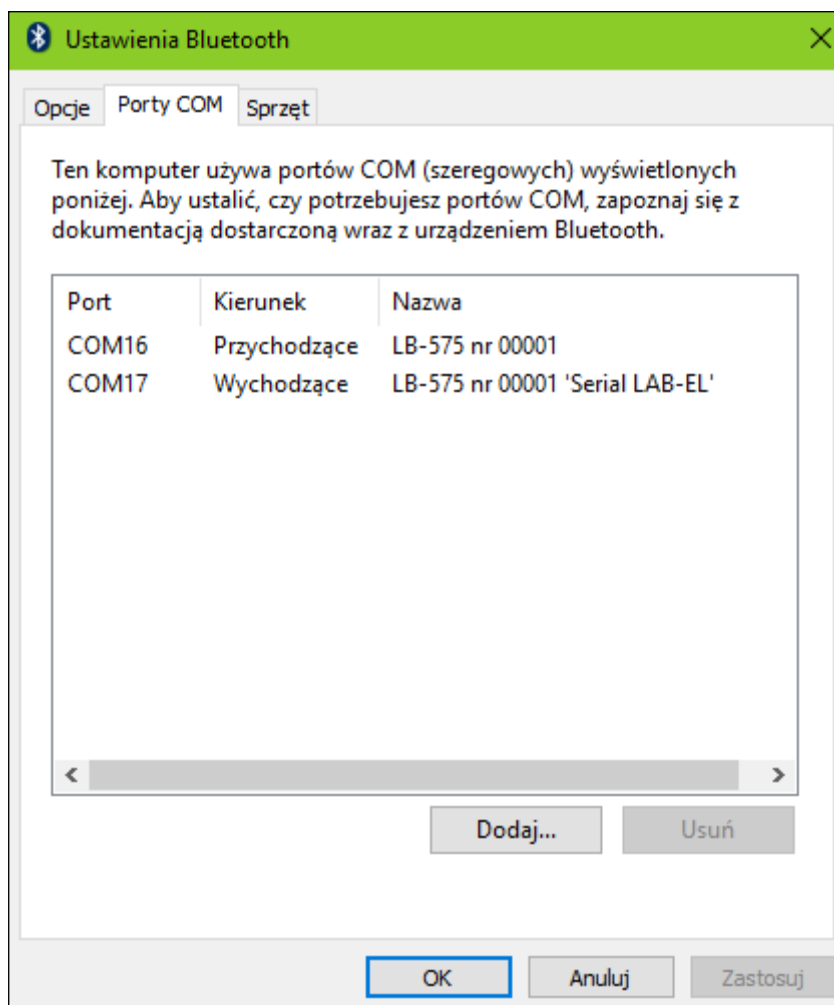 Ustawienia Bluetooth
Opcje Porty COM Sprzęt
Ten komputer używa portów COM (szeregowych) wyświetlonych
poniżej. Aby ustalić, czy potrzebujesz portów COM, zapoznaj się z
dokumentacją dostarczoną wraz z urządzeniem Bluetooth.
Port Kierunek Nazwa
COM16 Przychodzące LB-575 nr 00001
COM17 Wychodzące LB-575 nr 00001 'Serial LAB-EL'
Dodaj... Usuń
OK Anuluj Zastosuj